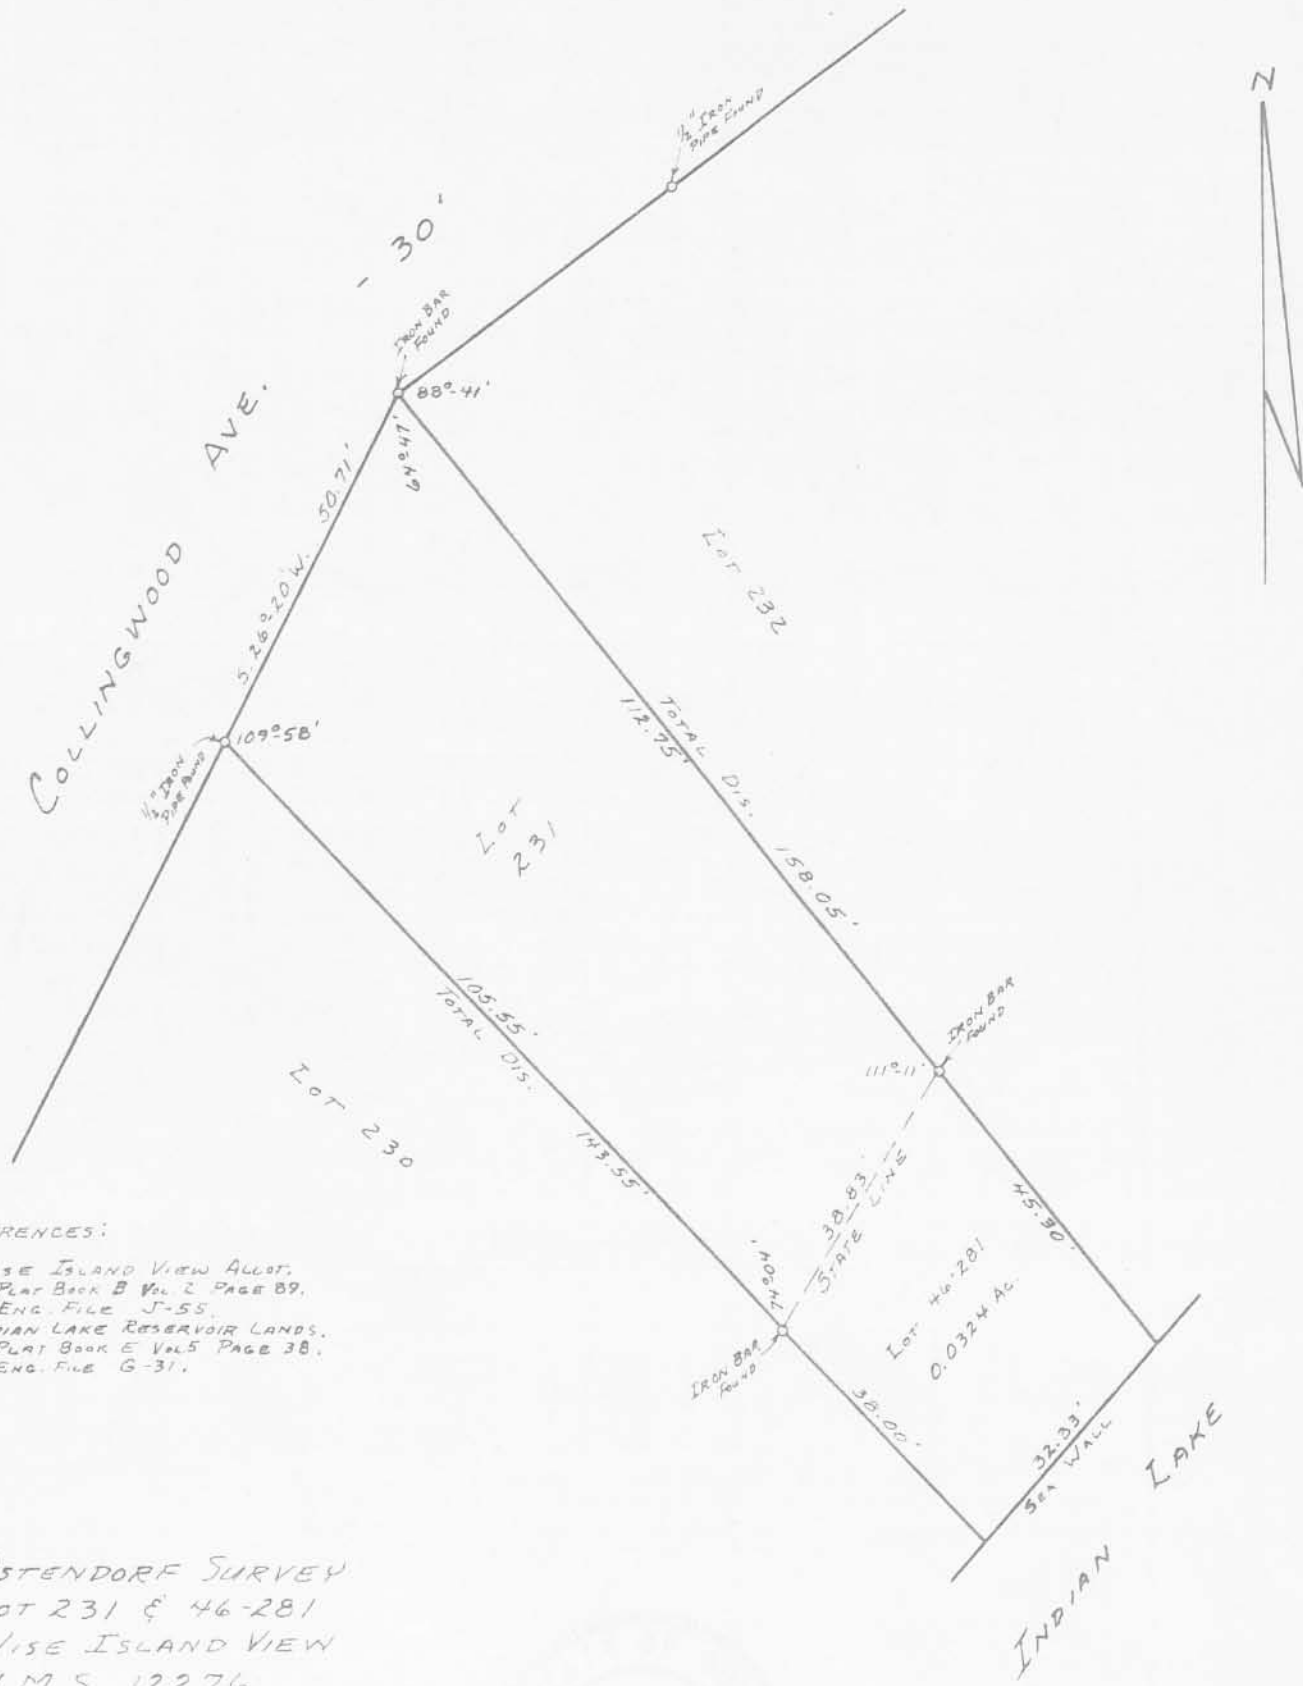 N
1/2" IRON
PIPE FOUND
COLLINGWOOD AVE. - 30'
IRON BAR
FOUND
88°-41'
64°-47'
50.71'
S. 26°-20' W.
LOT 232
109°-58'
1/2" IRON
PIPE FOUND
112.75'
TOTAL DIS. 158.05'
LOT
231
105.55'
TOTAL DIS. 143.55'
LOT 230
IRON BAR
FOUND
111°-11'
38.83'
STATE LINE
45.30'
74°-04'
IRON BAR
FOUND
LOT 46-281
0.0324 AC.
38.00'
32.33'
SEA WALL
INDIAN LAKE
RENCES:
SE ISLAND VIEW ALLOT.
PLAT BOOK B VOL. 2 PAGE 89.
ENG. FILE J-55.
DIAN LAKE RESERVOIR LANDS.
PLAT BOOK E VOL 5 PAGE 38.
ENG. FILE G-31.
STENDORF SURVEY
OT 231 & 46-281
VISE ISLAND VIEW
M.S. 12276